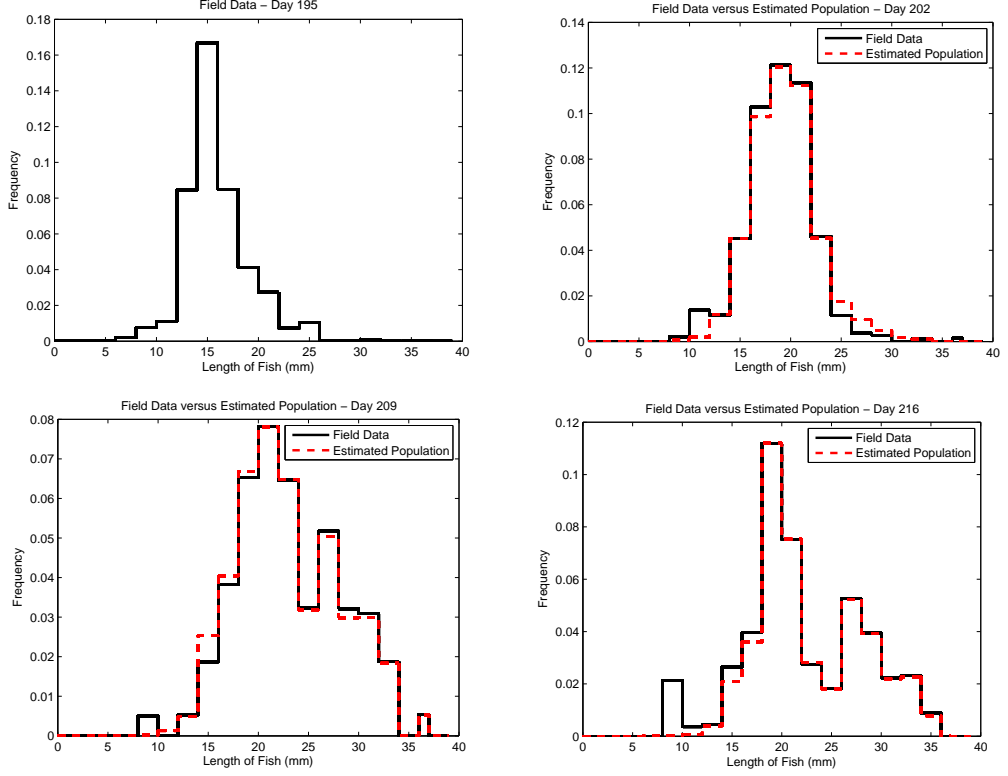 Field Data – Day 195
0.18
0.16
0.14
0.12
0.1
0.08
0.06
0.04
0.02
0
Frequency
0 5 10 15 20 25 30 35 40
Length of Fish (mm)
Field Data versus Estimated Population – Day 202
Field Data
Estimated Population
0.14
0.12
0.1
0.08
0.06
0.04
0.02
0
Frequency
0 5 10 15 20 25 30 35 40
Length of Fish (mm)
Field Data versus Estimated Population – Day 209
Field Data
Estimated Population
0.08
0.07
0.06
0.05
0.04
0.03
0.02
0.01
0
Frequency
0 5 10 15 20 25 30 35 40
Length of Fish (mm)
Field Data versus Estimated Population – Day 216
Field Data
Estimated Population
0.12
0.1
0.08
0.06
0.04
0.02
0
Frequency
0 5 10 15 20 25 30 35 40
Length of Fish (mm)